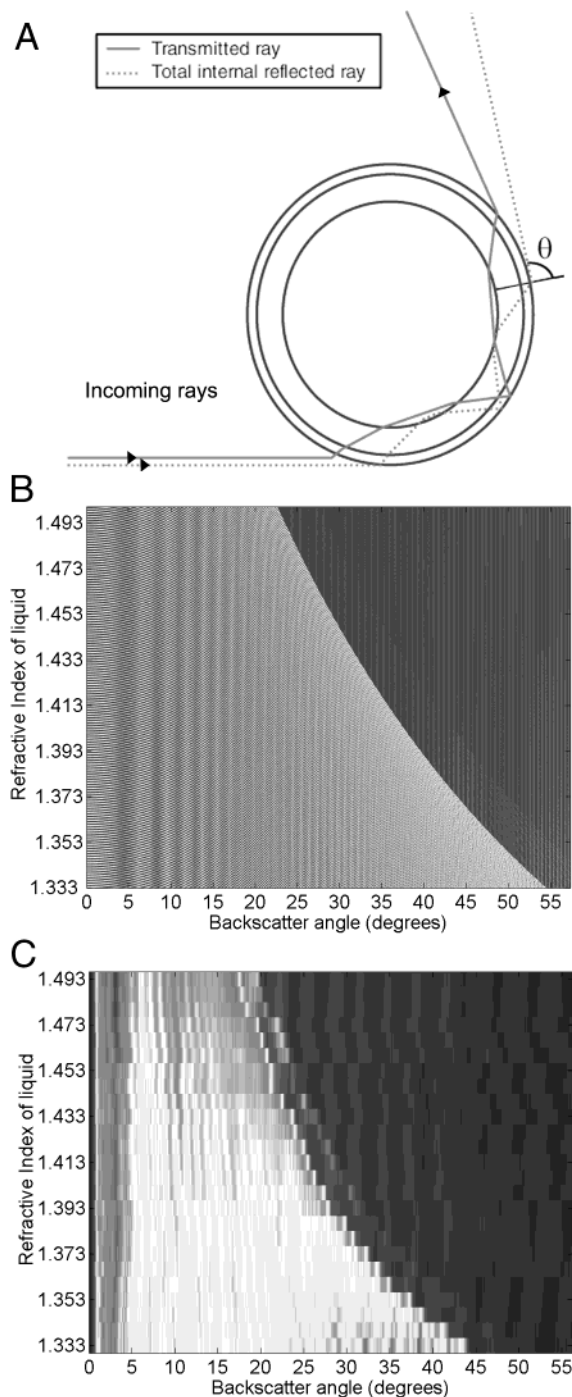 A
Transmitted ray
Total internal reflected ray
θ
Incoming rays
B
1.493
1.473
1.453
1.433
1.413
1.393
1.373
1.353
1.333
Refractive Index of liquid
0 5 10 15 20 25 30 35 40 45 50 55
Backscatter angle (degrees)
C
1.493
1.473
1.453
1.433
1.413
1.393
1.373
1.353
1.333
Refractive Index of liquid
0 5 10 15 20 25 30 35 40 45 50 55
Backscatter angle (degrees)